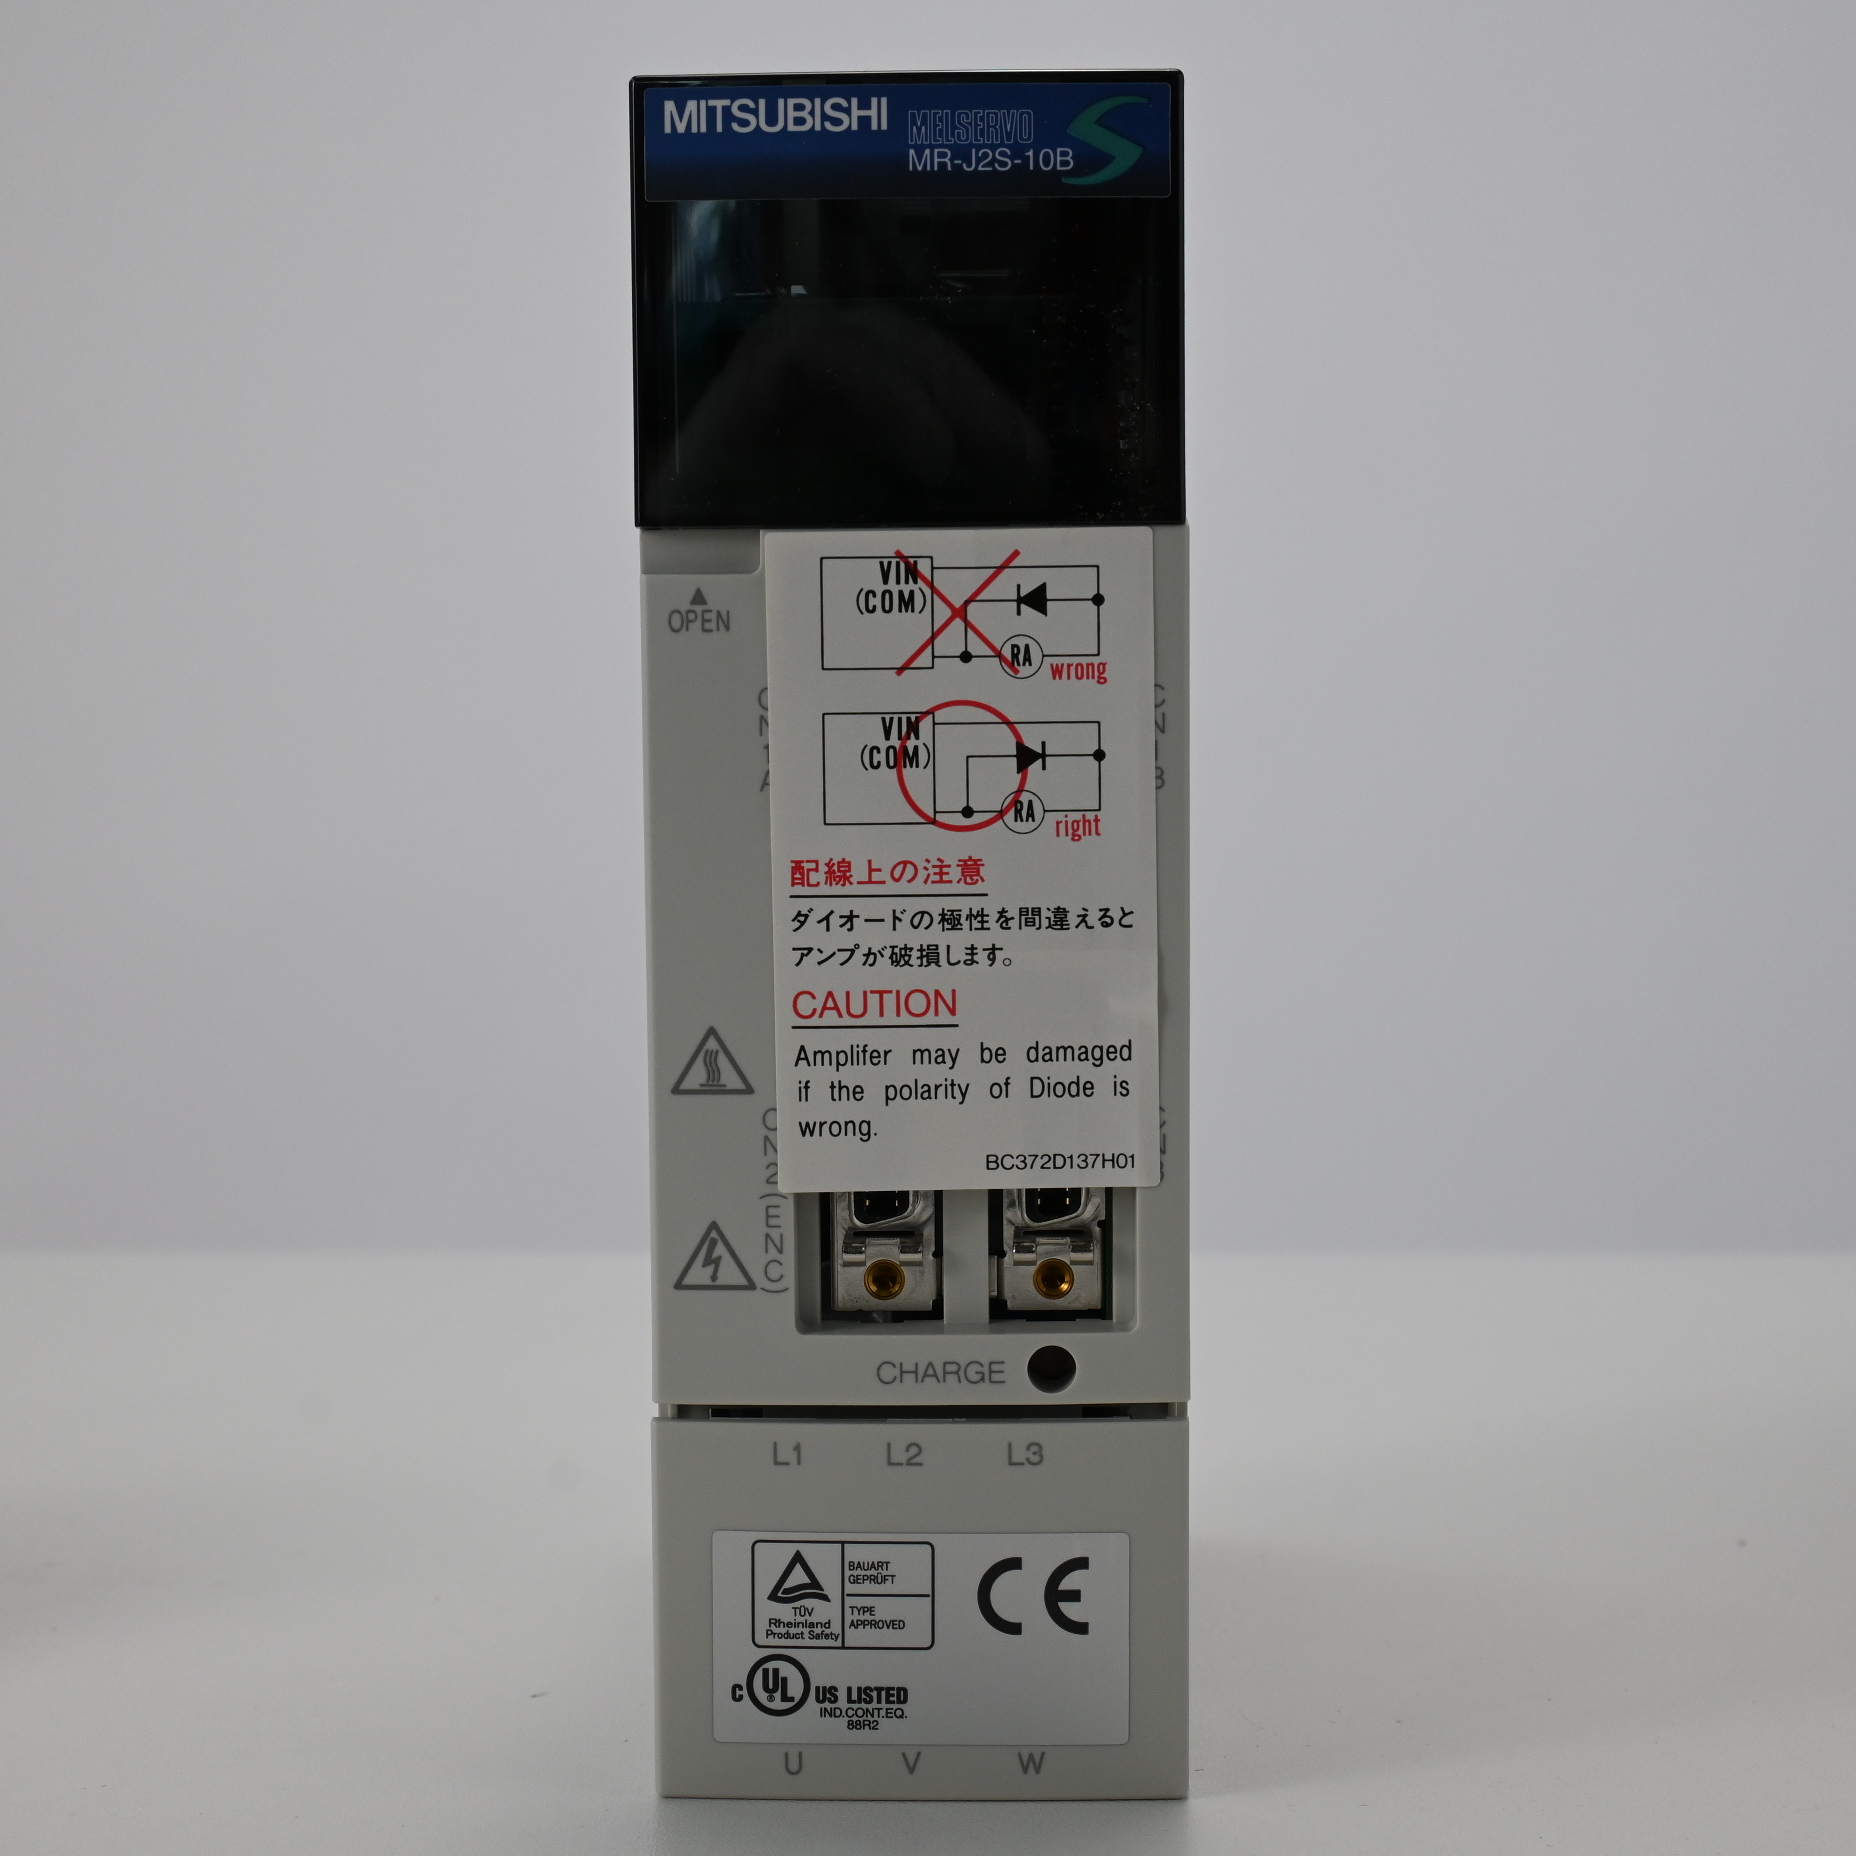 MITSUBISHI
MELSERVO
MR-J2S-10B
OPEN
VIN
(COM)
RA
wrong
VIN
(COM)
RA
right
配線上の注意
ダイオードの極性を間違えると
アンプが破損します。
CAUTION
Amplifer may be damaged
if the polarity of Diode is
wrong.
BC372D137H01
CN2(ENC)
CHARGE
L1 L2 L3
TÜV
Rheinland
Product Safety
BAUART
GEPRÜFT
TYPE
APPROVED
CE
C UL ® US LISTED
IND.CONT.EQ.
88R2
U V W